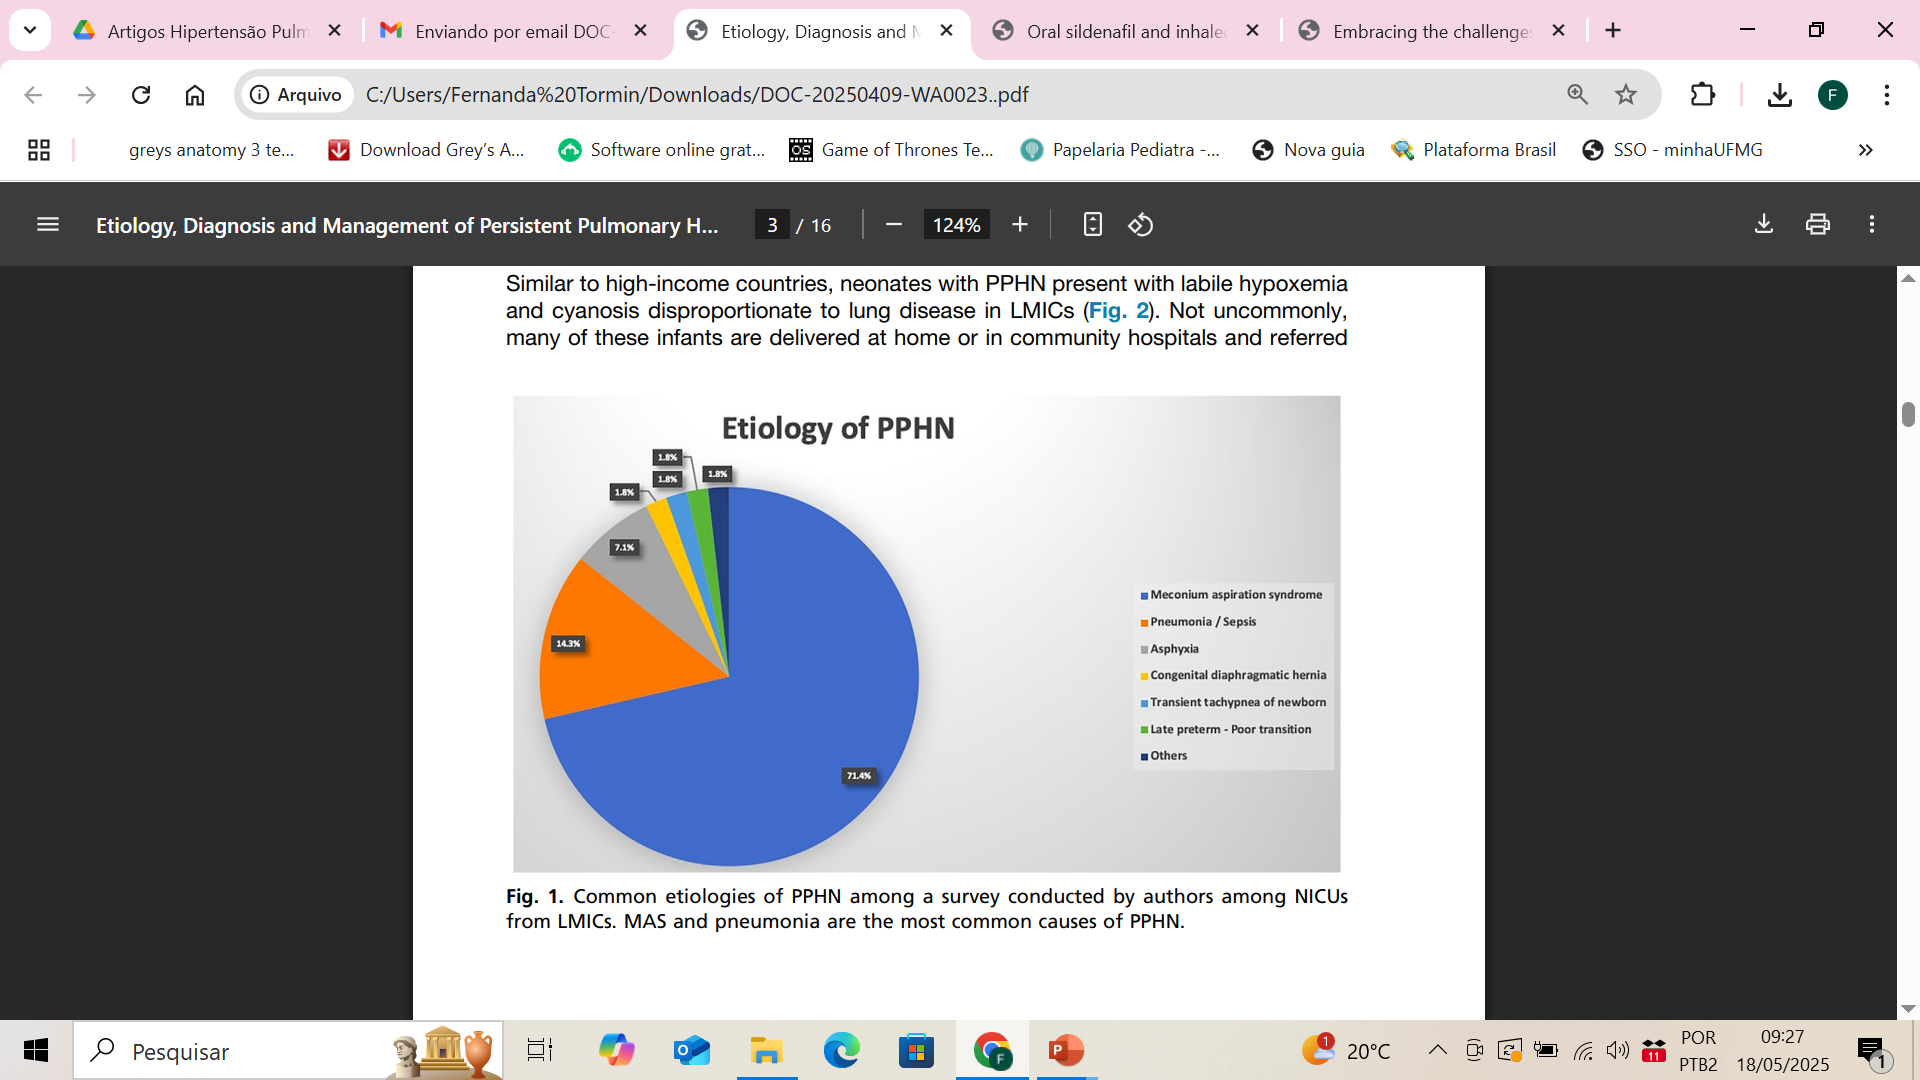 Artigos Hipertensão Pulm
Enviando por email DOC-
Etiology, Diagnosis and M
Oral sildenafil and inhale
Embracing the challenge
Arquivo
C:/Users/Fernanda%20Tormin/Downloads/DOC-20250409-WA0023..pdf
F
greys anatomy 3 te...
Download Grey's A...
Software online grat...
OS
Game of Thrones Te...
Papelaria Pediatra -...
Nova guia
Plataforma Brasil
SSO - minhaUFMG
Etiology, Diagnosis and Management of Persistent Pulmonary H...
3 / 16
124%
Similar to high-income countries, neonates with PPHN present with labile hypoxemia
and cyanosis disproportionate to lung disease in LMICs (Fig. 2). Not uncommonly,
many of these infants are delivered at home or in community hospitals and referred
Etiology of PPHN
1.8%
1.8%
1.8%
1.8%
7.1%
14.3%
71.4%
Meconium aspiration syndrome
Pneumonia / Sepsis
Asphyxia
Congenital diaphragmatic hernia
Transient tachypnea of newborn
Late preterm - Poor transition
Others
Fig. 1. Common etiologies of PPHN among a survey conducted by authors among NICUs
from LMICs. MAS and pneumonia are the most common causes of PPHN.
Pesquisar
F
P
1
20°C
11
POR
PTB2
09:27
18/05/2025
1